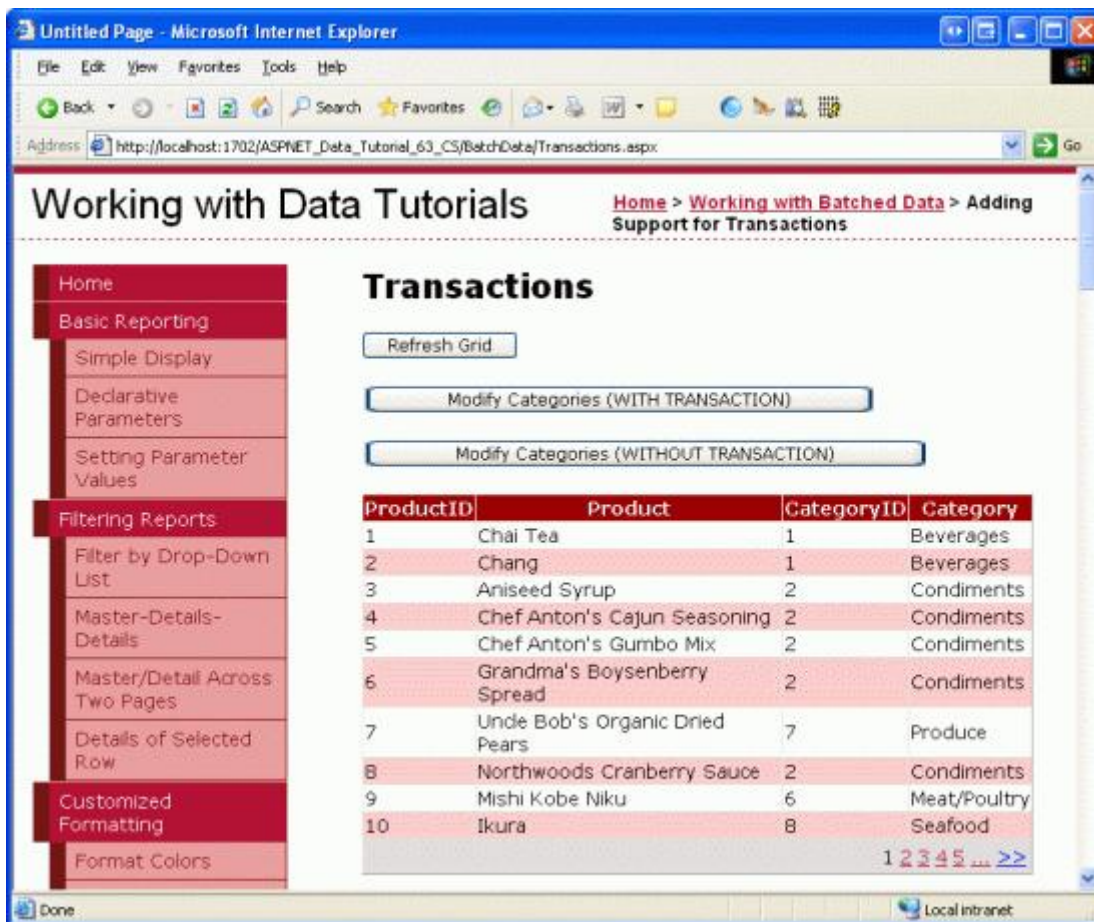 Untitled Page - Microsoft Internet Explorer
File Edit View Favorites Tools Help
Back Search Favorites
Address http://localhost:1702/ASPNET_Data_Tutorial_63_CS/BatchData/Transactions.aspx Go
Working with Data Tutorials
Home > Working with Batched Data > Adding
Support for Transactions
Home
Basic Reporting
Simple Display
Declarative
Parameters
Setting Parameter
Values
Filtering Reports
Filter by Drop-Down
List
Master-Details-
Details
Master/Detail Across
Two Pages
Details of Selected
Row
Customized
Formatting
Format Colors
Transactions
Refresh Grid
Modify Categories (WITH TRANSACTION)
Modify Categories (WITHOUT TRANSACTION)
ProductID Product CategoryID Category
1 Chai Tea 1 Beverages
2 Chang 1 Beverages
3 Aniseed Syrup 2 Condiments
4 Chef Anton's Cajun Seasoning 2 Condiments
5 Chef Anton's Gumbo Mix 2 Condiments
6 Grandma's Boysenberry
Spread 2 Condiments
7 Uncle Bob's Organic Dried
Pears 7 Produce
8 Northwoods Cranberry Sauce 2 Condiments
9 Mishi Kobe Niku 6 Meat/Poultry
10 Ikura 8 Seafood
1 2 3 4 5 ... >>
Done Local intranet